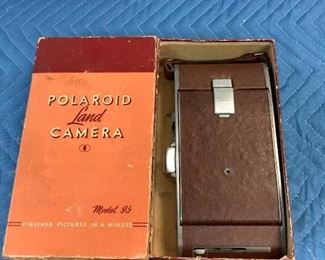 POLAROID
Land
CAMERA
Model 95
FINISHED PICTURES IN A MINUTE